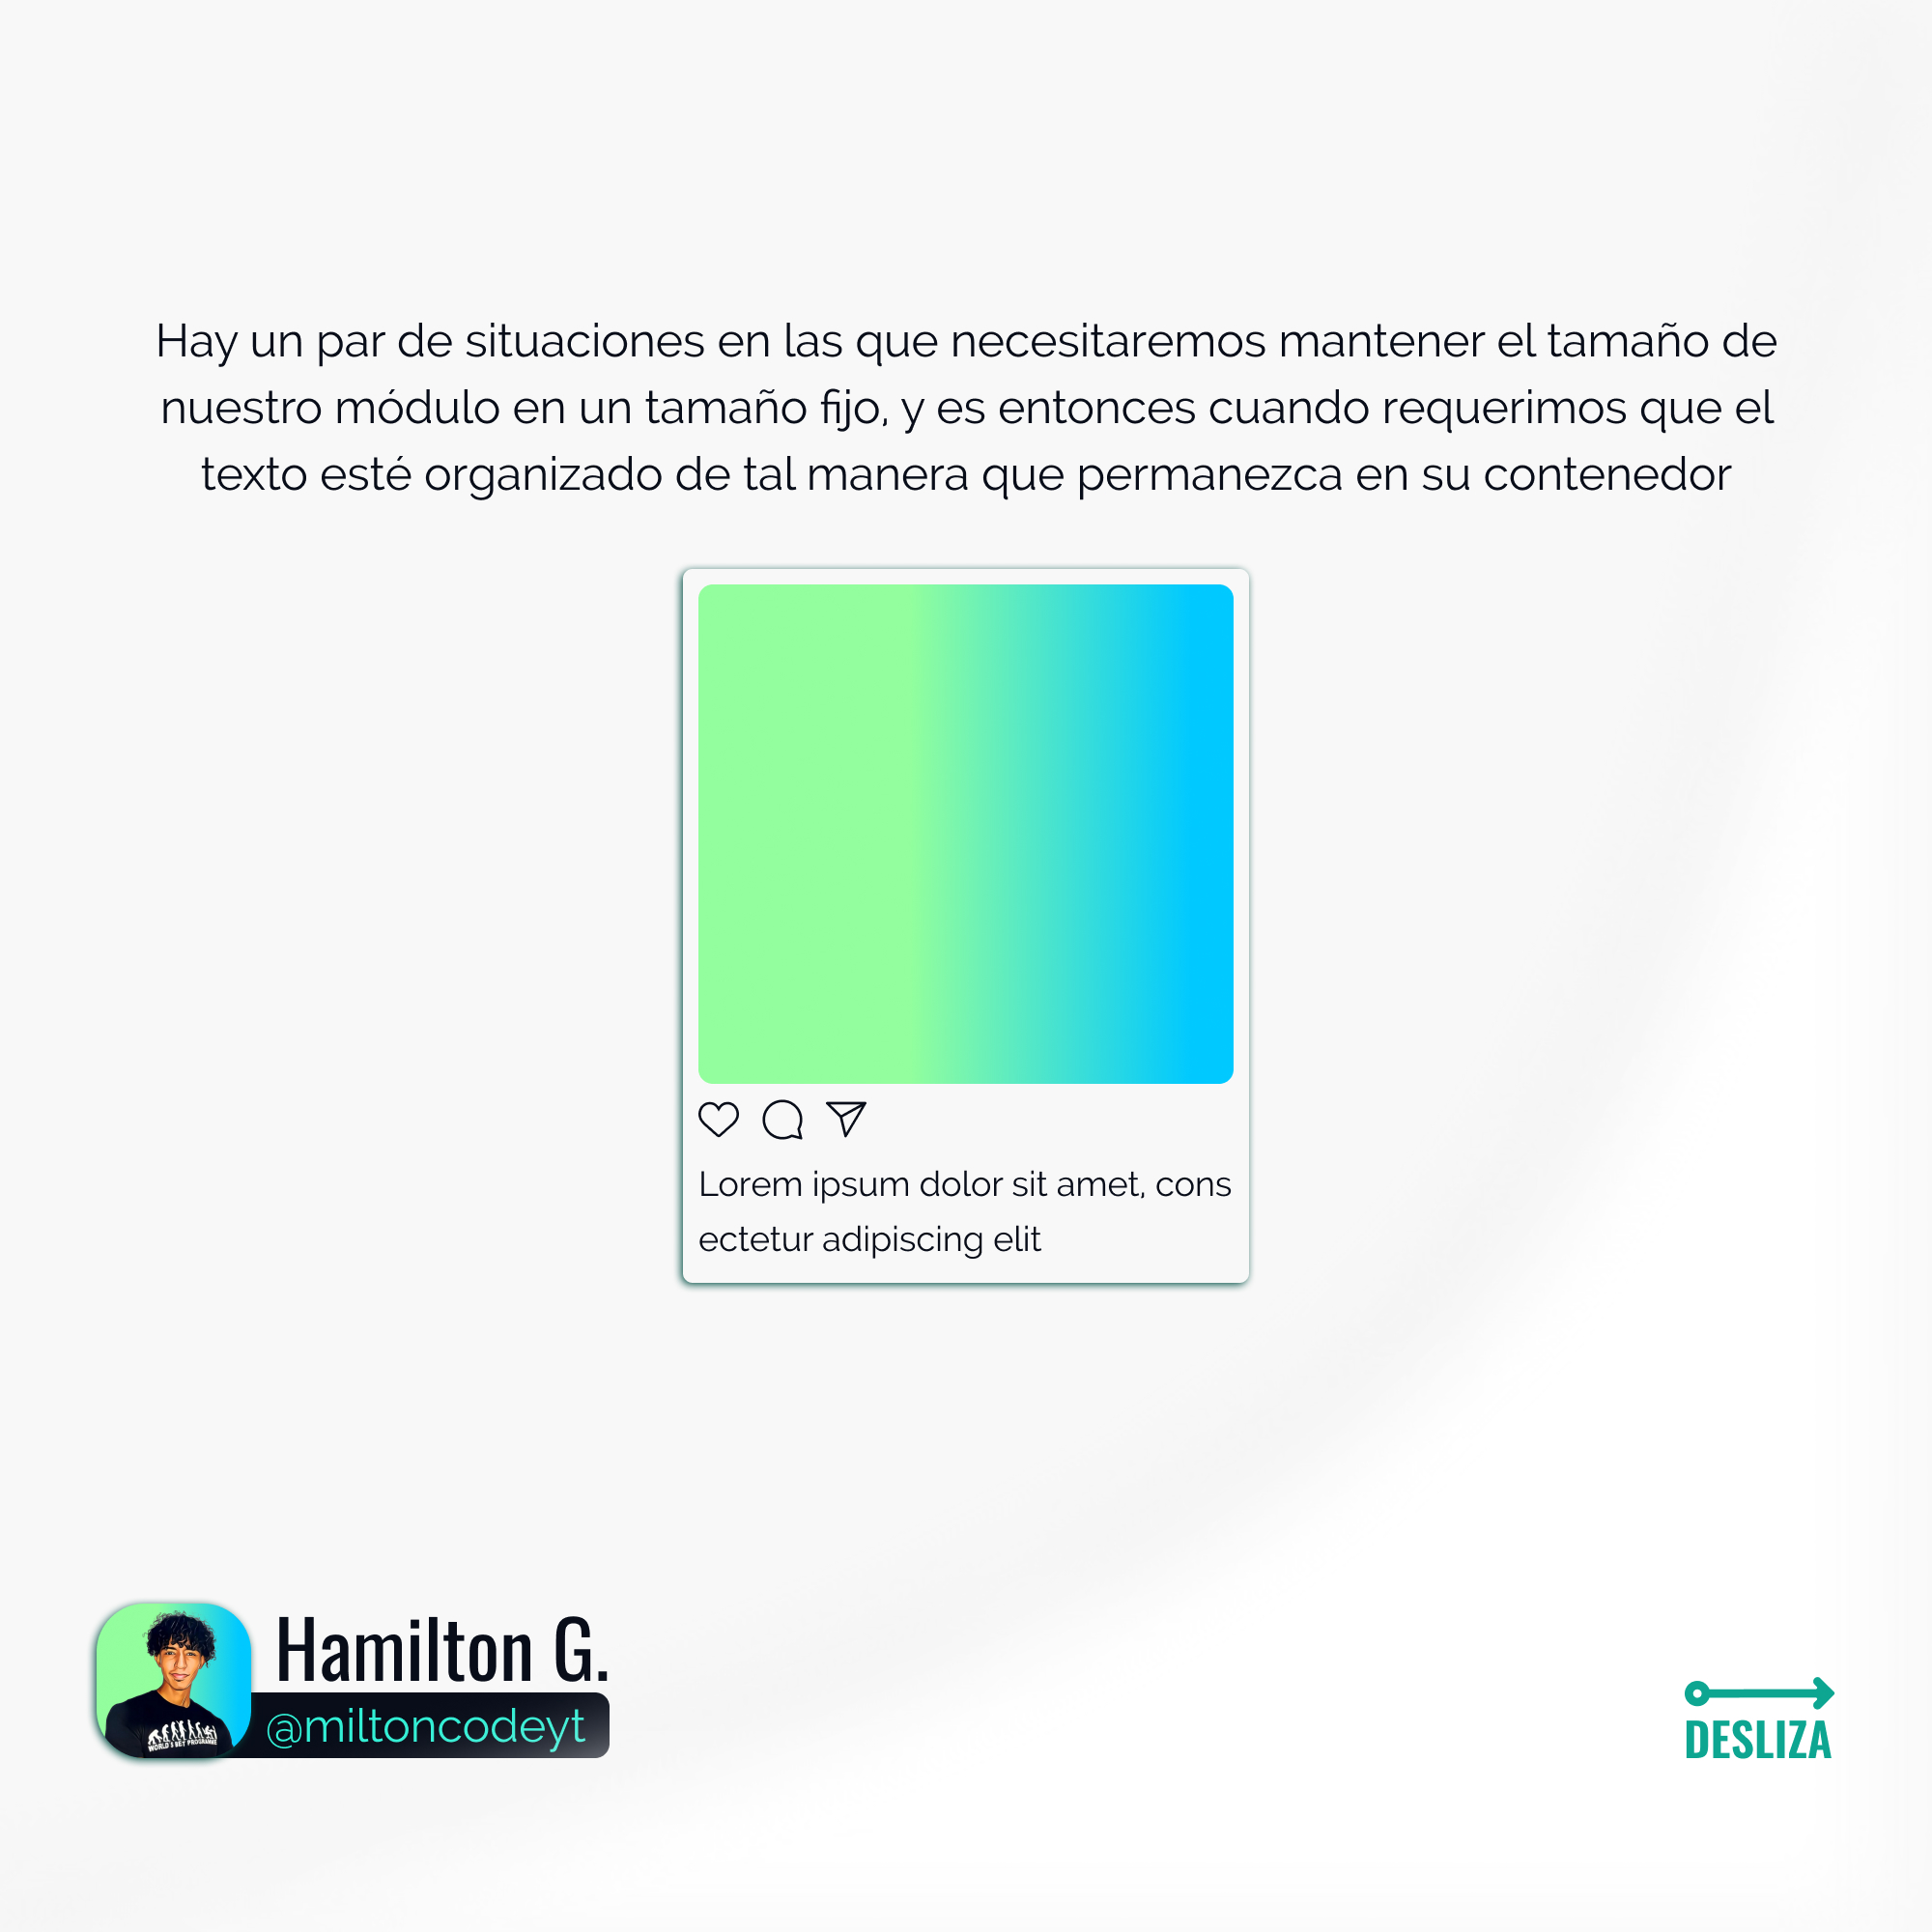 Hay un par de situaciones en las que necesitaremos mantener el tamaño de
nuestro módulo en un tamaño fijo, y es entonces cuando requerimos que el
texto esté organizado de tal manera que permanezca en su contenedor
Lorem ipsum dolor sit amet, cons
ectetur adipiscing elit
Hamilton G.
@miltoncodeyt
DESLIZA